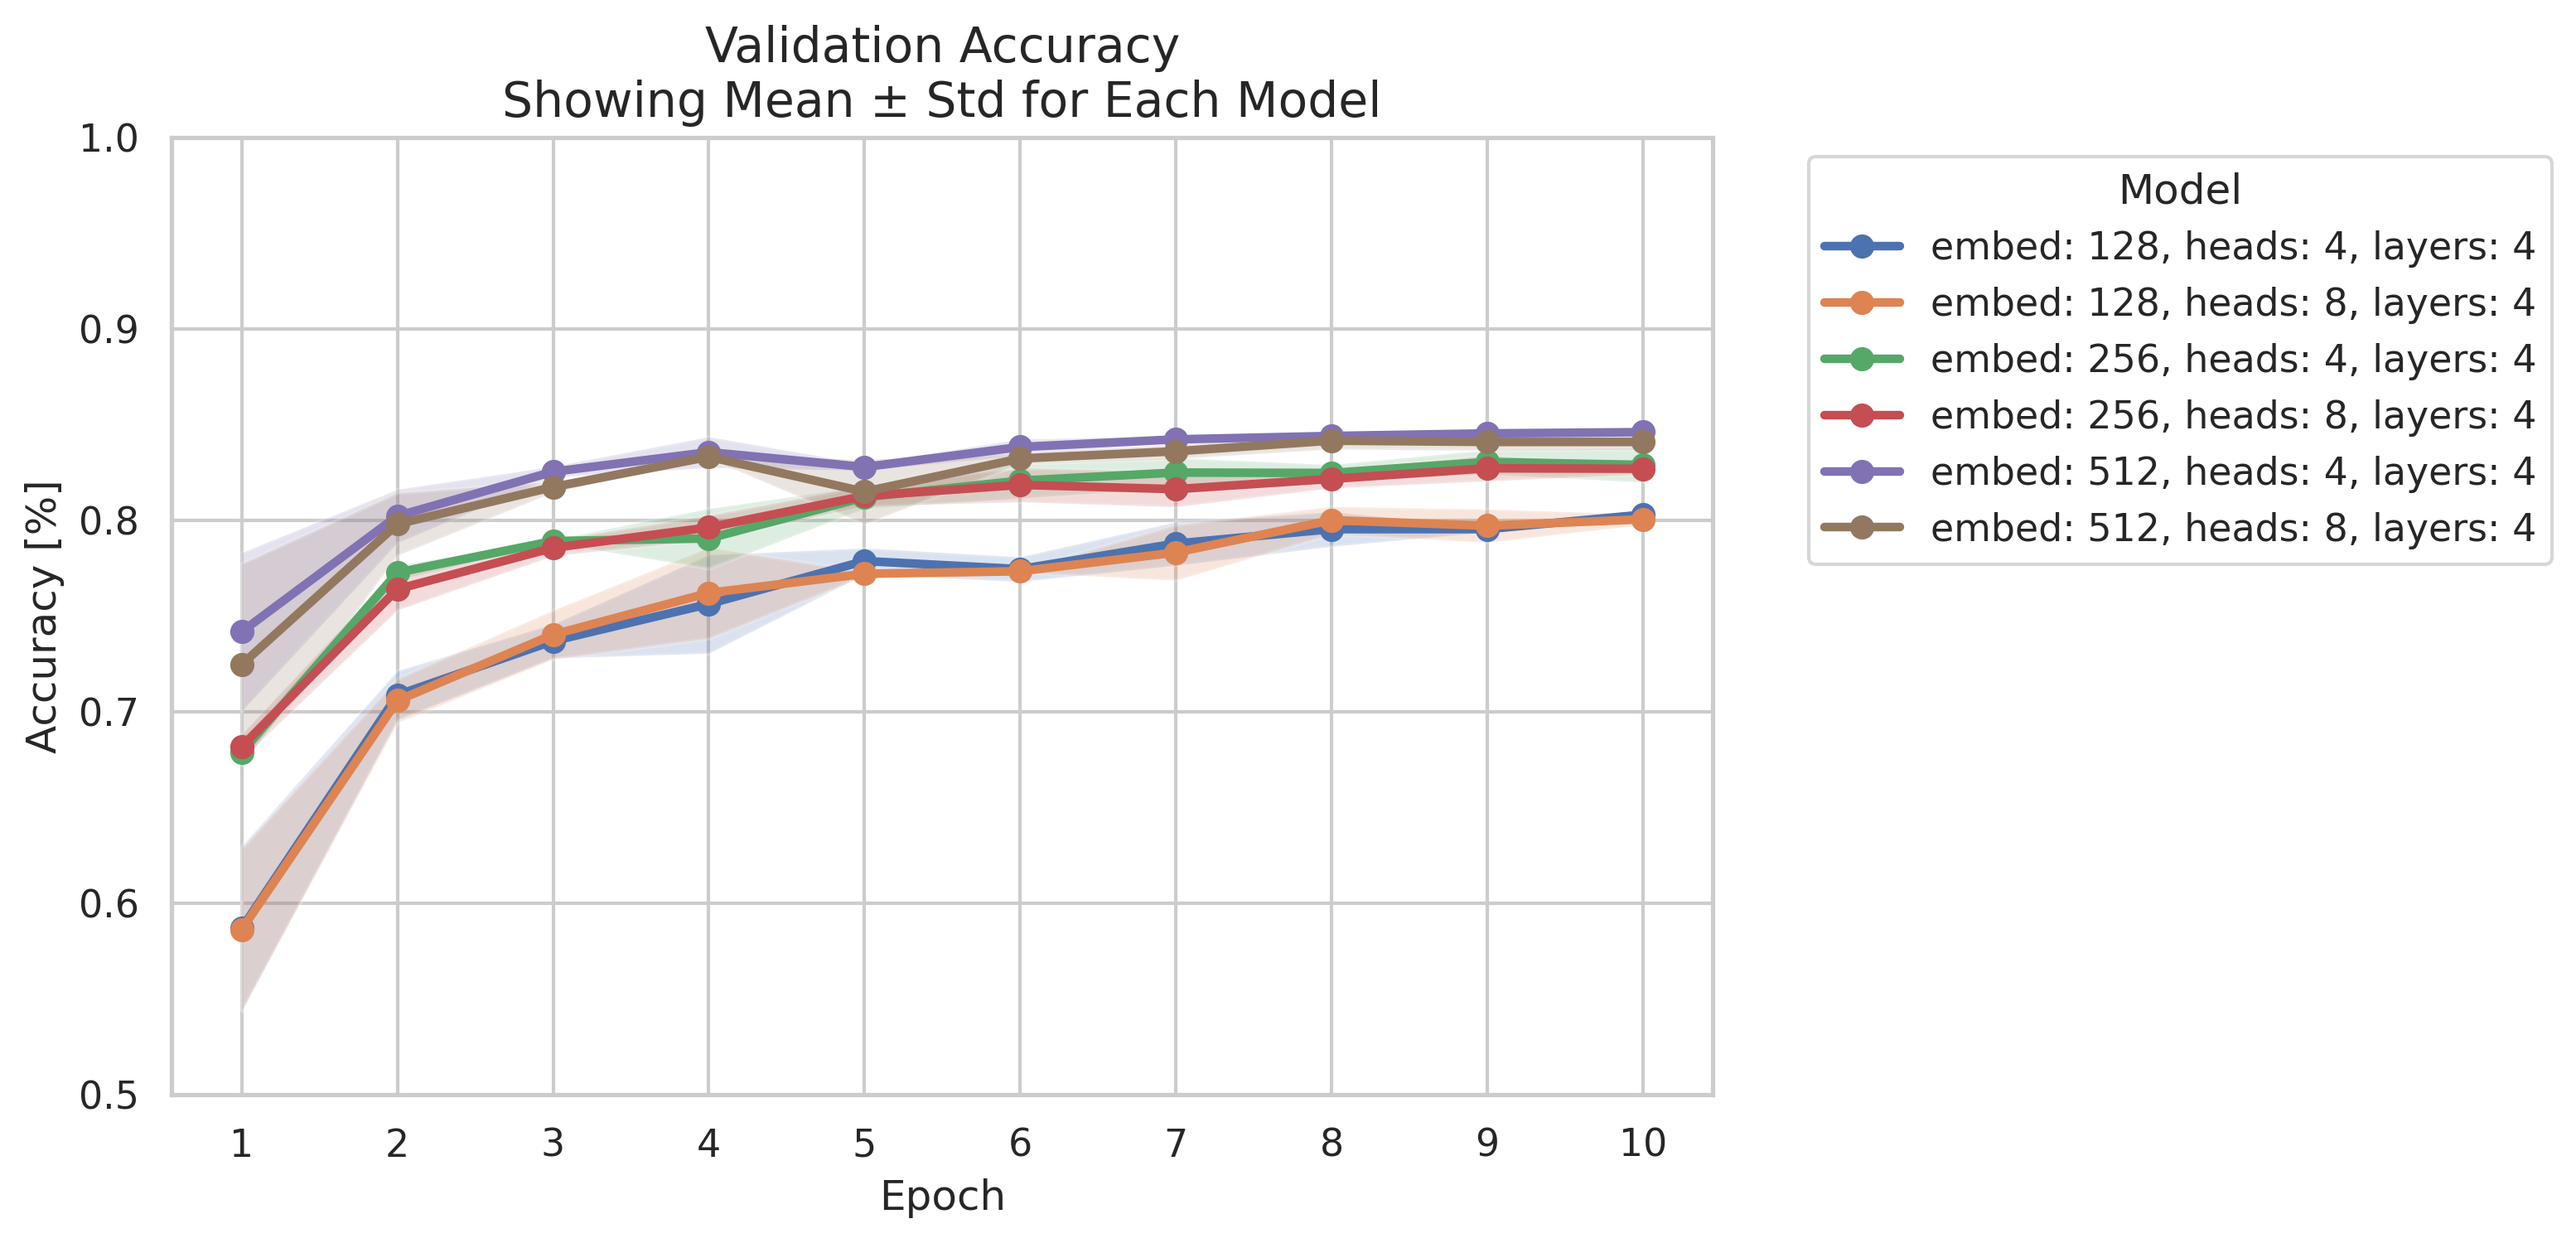 Validation Accuracy
Showing Mean ± Std for Each Model
1.0
0.9
0.8
0.7
0.6
0.5
Accuracy [%]
1 2 3 4 5 6 7 8 9 10
Epoch
Model
embed: 128, heads: 4, layers: 4
embed: 128, heads: 8, layers: 4
embed: 256, heads: 4, layers: 4
embed: 256, heads: 8, layers: 4
embed: 512, heads: 4, layers: 4
embed: 512, heads: 8, layers: 4